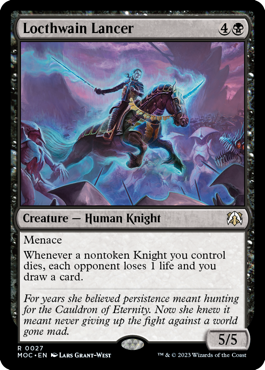 Locthwain Lancer 4
Creature — Human Knight
Menace
Whenever a nontoken Knight you control
dies, each opponent loses 1 life and you
draw a card.
For years she believed persistence meant hunting
for the Cauldron of Eternity. Now she knew it
meant never giving up the fight against a world
gone mad.
5/5
R 0027
MOC • EN Lars Grant-West
™ & © 2023 Wizards of the Coast